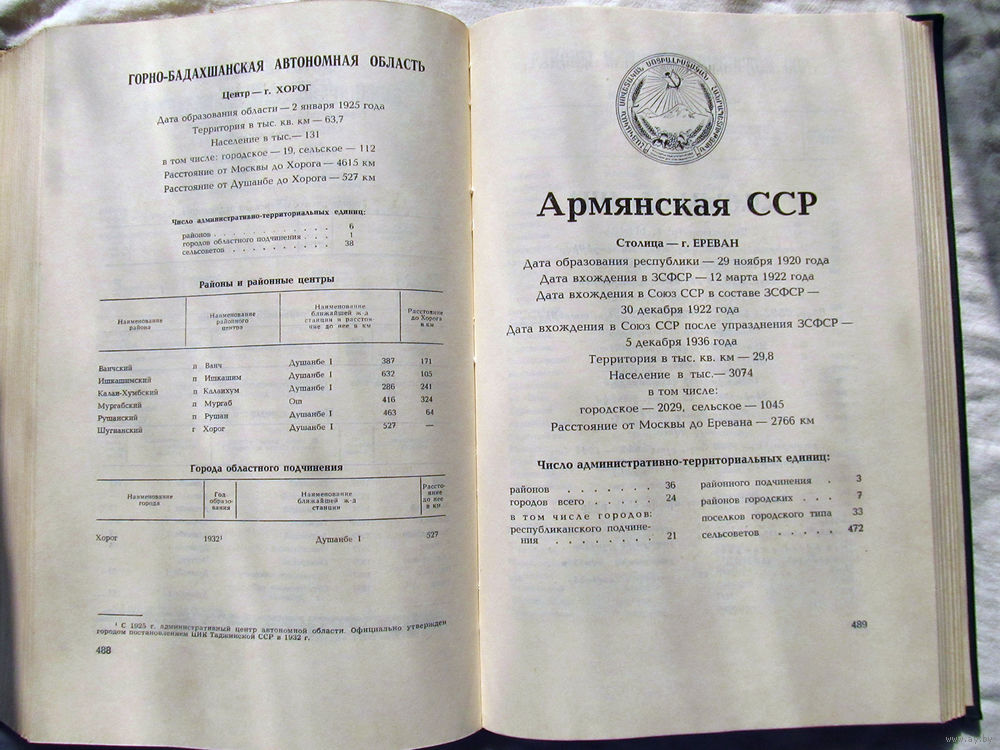 ГОРНО-БАДАХШАНСКАЯ АВТОНОМНАЯ ОБЛАСТЬ
Центр — г. ХОРОГ
Дата образования области — 2 января 1925 года
Территория в тыс. кв. км — 63,7
Население в тыс.— 131
в том числе: городское — 19, сельское — 112
Расстояние от Москвы до Хорога — 4615 км
Расстояние от Душанбе до Хорога — 527 км
Число административно-территориальных единиц:
районов . . . . . . . . . . . . 6
городов областного подчинения . . . 1
сельсоветов . . . . . . . . . . 38
Районы и районные центры
Наименование района
Наименование районного центра
Наименование ближайшей ж-д станции и расстоя-
ние до нее в км
Расстояние до Хорога в км
Ванчский п Ванч Душанбе I 387 171
Ишкашимский п Ишкашим Душанбе I 632 105
Калаи-Хумбский п Калаихум Душанбе I 286 241
Мургабский п Мургаб Ош 416 324
Рушанский п Рушан Душанбе I 463 64
Шугнанский г Хорог Душанбе I 527 —
Города областного подчинения
Наименование города
Год образо-
вания
Наименование ближайшей ж-д станции
Расстоя-
ние до нее в км
Хорог 1932¹ Душанбе I 527
¹ С 1925 г. административный центр автономной области. Официально утвержден
городом постановлением ЦИК Таджикской ССР в 1932 г.
488
Армянская ССР
Столица — г. ЕРЕВАН
Дата образования республики — 29 ноября 1920 года
Дата вхождения в ЗСФСР — 12 марта 1922 года
Дата вхождения в Союз ССР в составе ЗСФСР —
30 декабря 1922 года
Дата вхождения в Союз ССР после упразднения ЗСФСР —
5 декабря 1936 года
Территория в тыс. кв. км — 29,8
Население в тыс.— 3074
в том числе:
городское — 2029, сельское — 1045
Расстояние от Москвы до Еревана — 2766 км
Число административно-территориальных единиц:
районов . . . . . . . 36
городов всего . . . . . 24
в том числе городов:
республиканского подчине-
ния . . . . . . . . 21
районного подчинения . 3
районов городских . . 7
поселков городского типа 33
сельсоветов . . . . . 472
489
www.ay.by